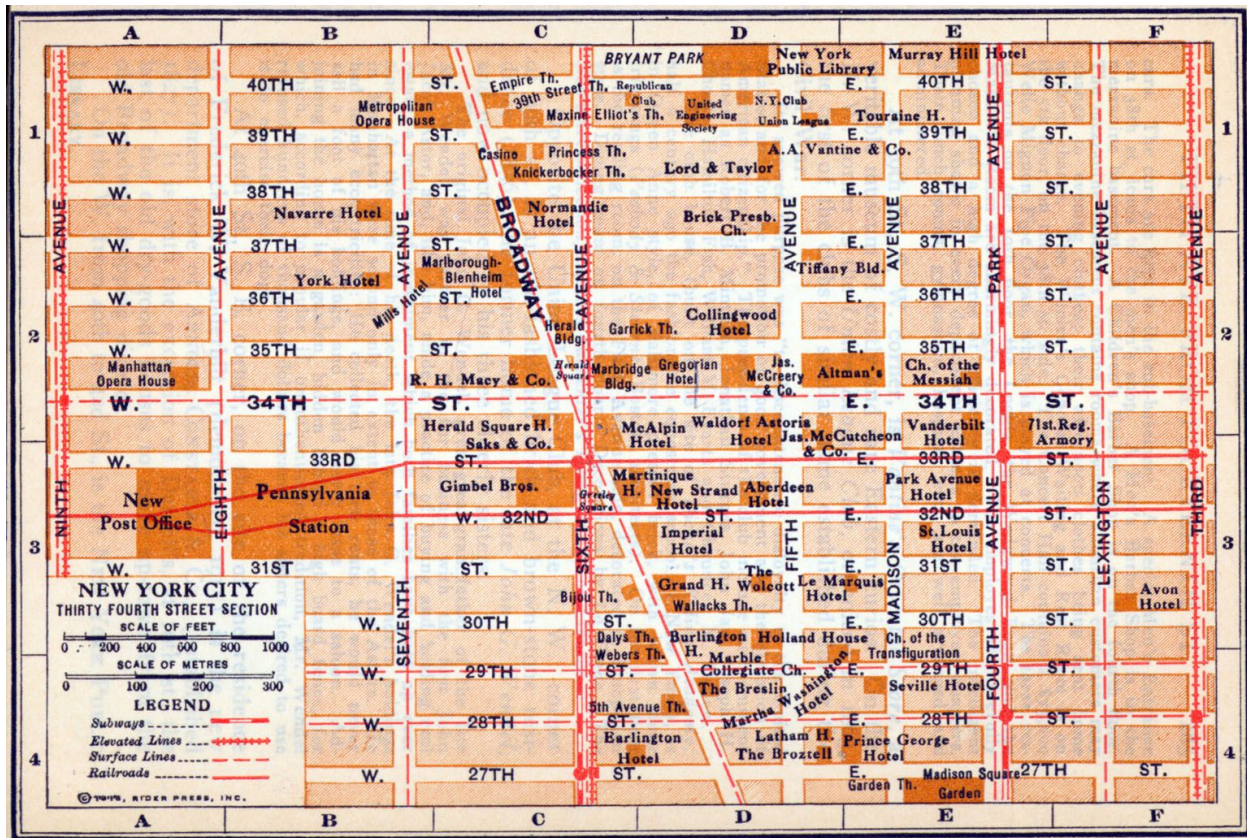 A B C D E F
BRYANT PARK
New York
Public Library
Murray Hill Hotel
W. 40TH ST. E. 40TH ST.
Empire Th.
39th Street Th.
Republican
Club
Metropolitan
Opera House
Maxine Elliot's Th.
United
Engineering
Society
N.Y. Club
Union League
Touraine H.
1 1
W. 39TH ST. E. 39TH ST.
Casino
Princess Th.
Knickerbocker Th.
Lord & Taylor
A.A. Vantine & Co.
W. 38TH ST. E. 38TH ST.
Navarre Hotel
Normandie
Hotel
Brick Presb.
Ch.
W. 37TH ST. E. 37TH ST.
York Hotel
Mills Hotel
Marlborough-
Blenheim
Hotel
Tiffany Bld.
W. 36TH ST. E. 36TH ST.
Herald
Bldg.
Garrick Th.
Collingwood
Hotel
2 2
W. 35TH ST. E. 35TH ST.
Manhattan
Opera House
R. H. Macy & Co.
Herald
Square
Marbridge
Bldg.
Gregorian
Hotel
Jas.
McCreery
& Co.
Altman's
Ch. of the
Messiah
W. 34TH ST. E. 34TH ST.
Herald Square H.
Saks & Co.
McAlpin
Hotel
Waldorf Astoria
Hotel
Jas. McCutcheon
& Co.
Vanderbilt
Hotel
71st. Reg.
Armory
W. 33RD ST. E. 33RD ST.
New
Post Office
Pennsylvania
Station
Gimbel Bros.
Greeley
Square
Martinique
H.
New Strand
Hotel
Aberdeen
Hotel
Park Avenue
Hotel
W. 32ND ST. E. 32ND ST.
Imperial
Hotel
St. Louis
Hotel
3 3
W. 31ST ST. E. 31ST ST.
Bijou Th.
Grand H.
Wallacks Th.
The
Wolcott
Le Marquis
Hotel
Avon
Hotel
W. 30TH ST. E. 30TH ST.
Dalys Th.
Webers Th.
Burlington
H.
Holland House
Marble
Collegiate Ch.
Ch. of the
Transfiguration
W. 29TH ST. E. 29TH ST.
The Breslin
5th Avenue Th.
Martha Washington
Hotel
Seville Hotel
W. 28TH ST. E. 28TH ST.
Earlington
Hotel
Latham H.
The Broztell
Prince George
Hotel
4 4
W. 27TH ST. E. 27TH ST.
Garden Th.
Madison Square
Garden
NINTH AVENUE
EIGHTH AVENUE
SEVENTH AVENUE
BROADWAY
SIXTH AVENUE
FIFTH AVENUE
MADISON AVENUE
FOURTH AVENUE
PARK AVENUE
LEXINGTON AVENUE
THIRD AVENUE
NEW YORK CITY
THIRTY FOURTH STREET SECTION
SCALE OF FEET
0 200 400 600 800 1000
SCALE OF METRES
0 100 200 300
LEGEND
Subways
Elevated Lines
Surface Lines
Railroads
RIDER PRESS, INC.
A B C D E F